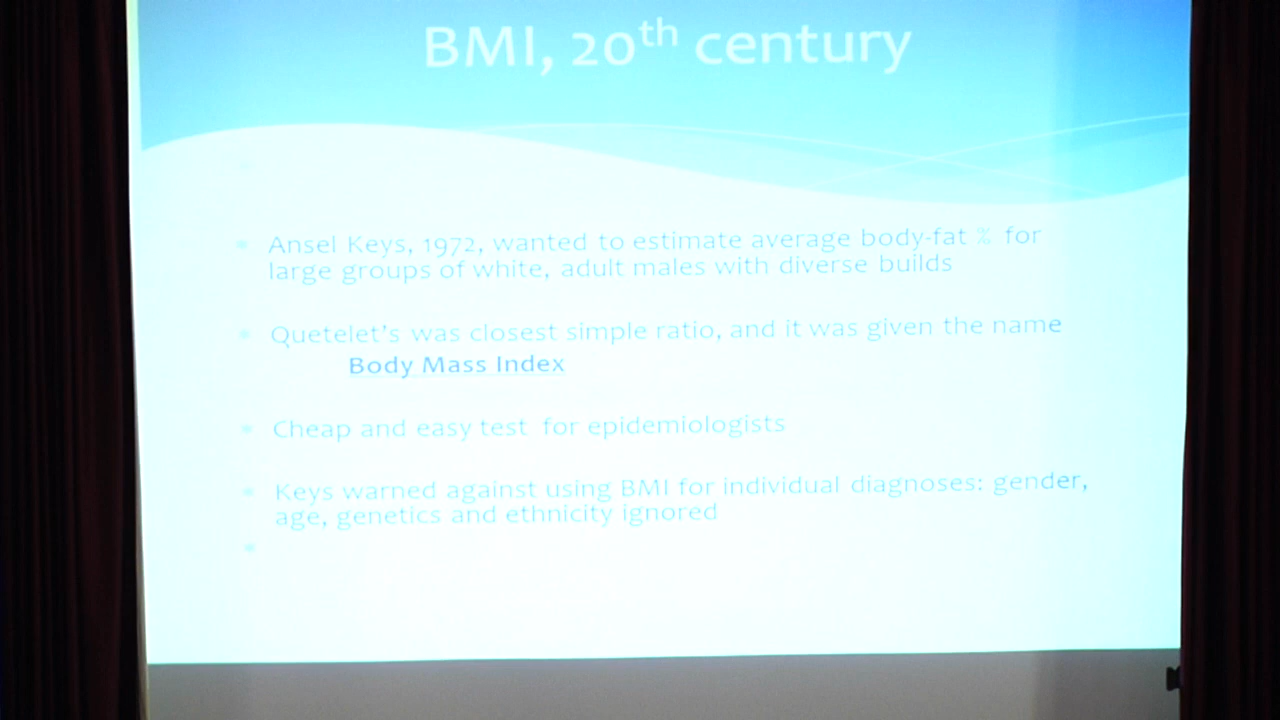 BMI, 20th century
• Ansel Keys, 1972, wanted to estimate average body-fat % for
large groups of white, adult males with diverse builds
• Quetelet's was closest simple ratio, and it was given the name
Body Mass Index
• Cheap and easy test for epidemiologists
• Keys warned against using BMI for individual diagnoses: gender,
age, genetics and ethnicity ignored
•